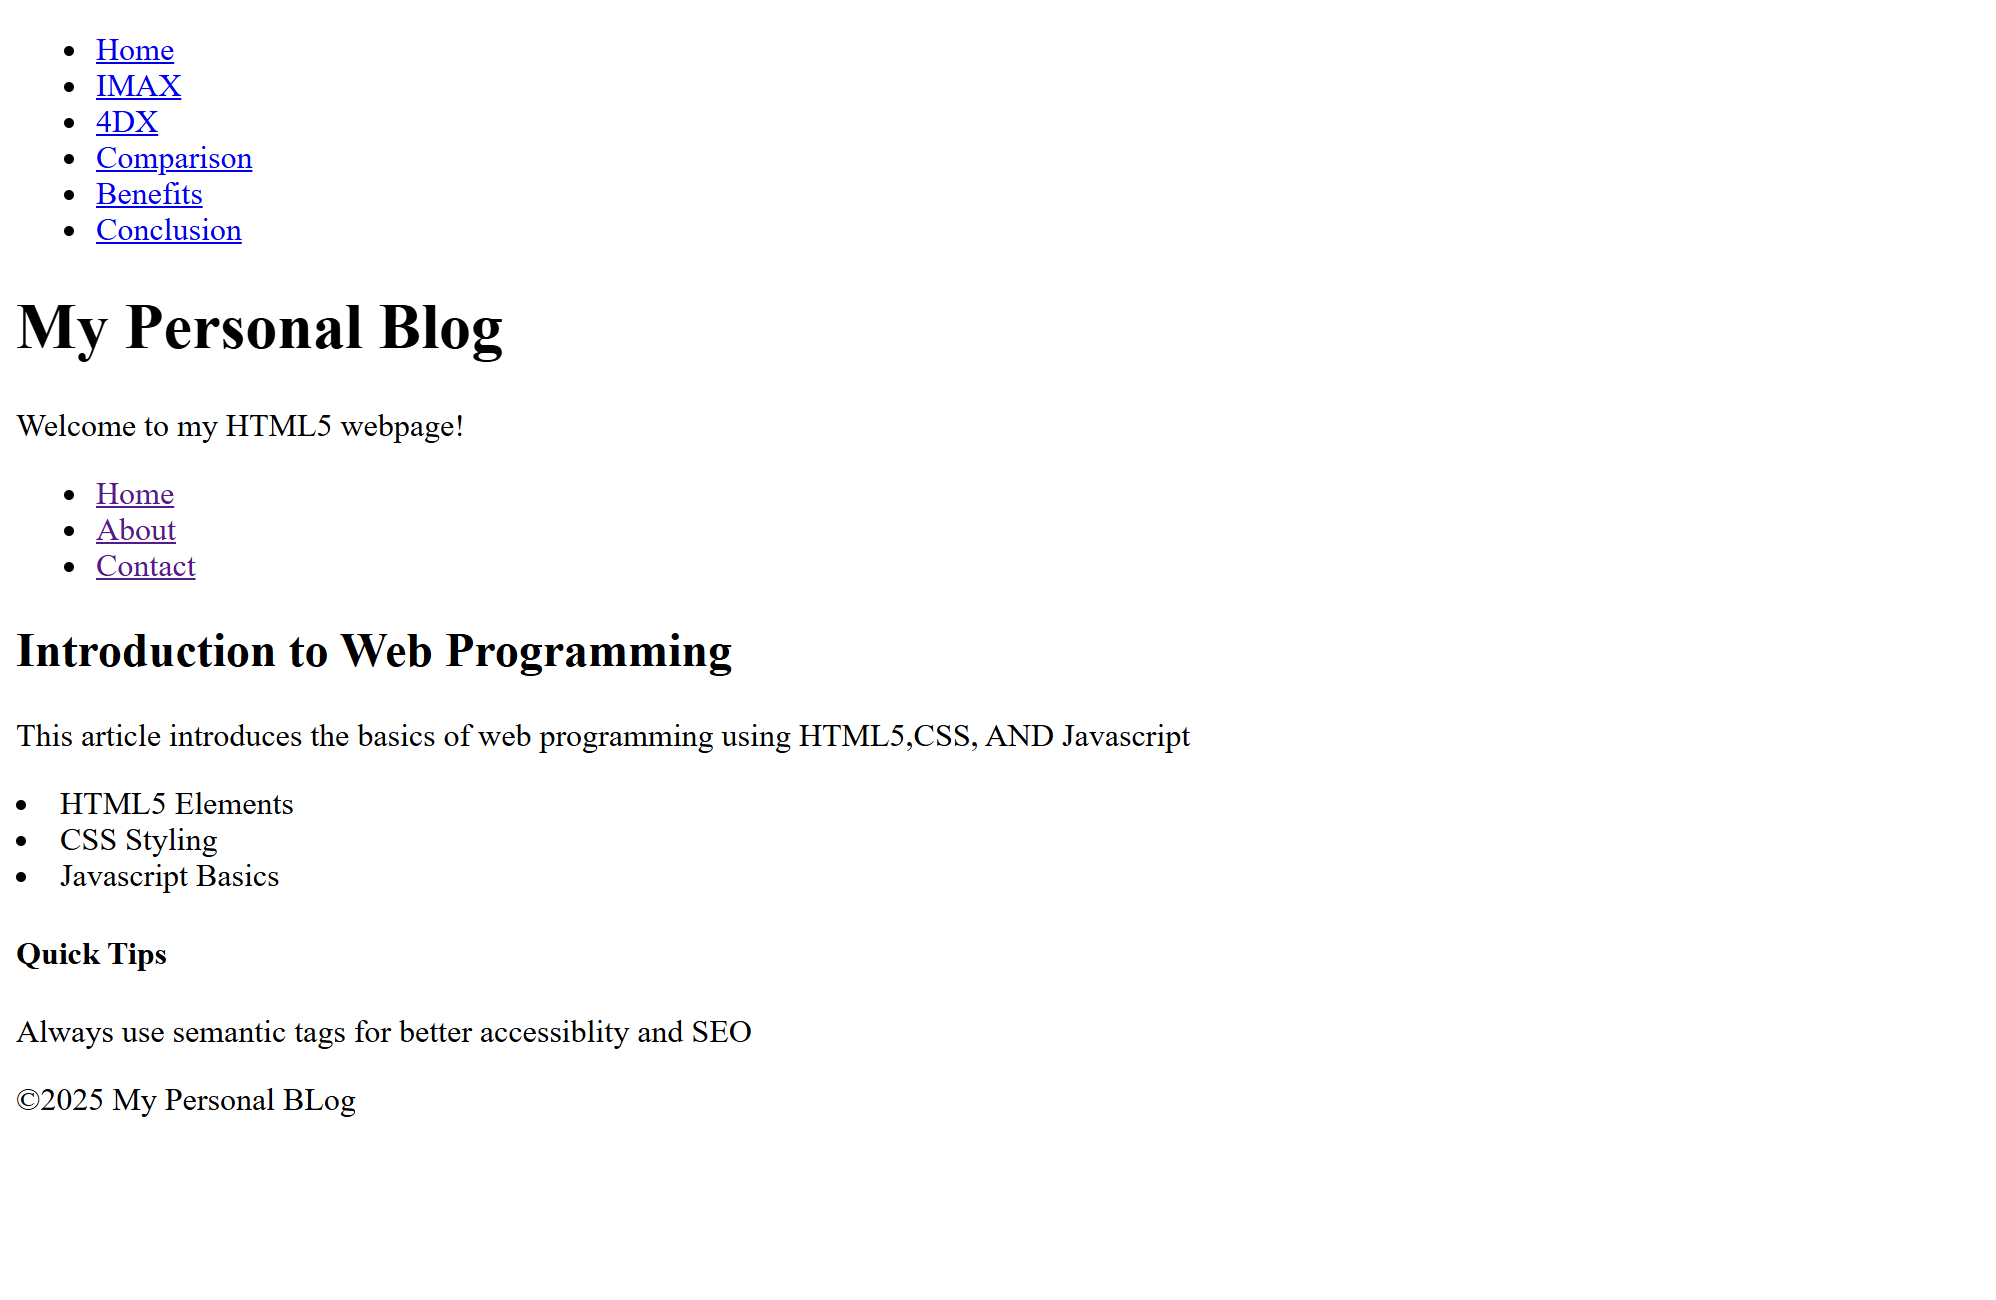 Home
IMAX
4DX
Comparison
Benefits
Conclusion
My Personal Blog
Welcome to my HTML5 webpage!
Home
About
Contact
Introduction to Web Programming
This article introduces the basics of web programming using HTML5,CSS, AND Javascript
HTML5 Elements
CSS Styling
Javascript Basics
Quick Tips
Always use semantic tags for better accessiblity and SEO
©2025 My Personal BLog